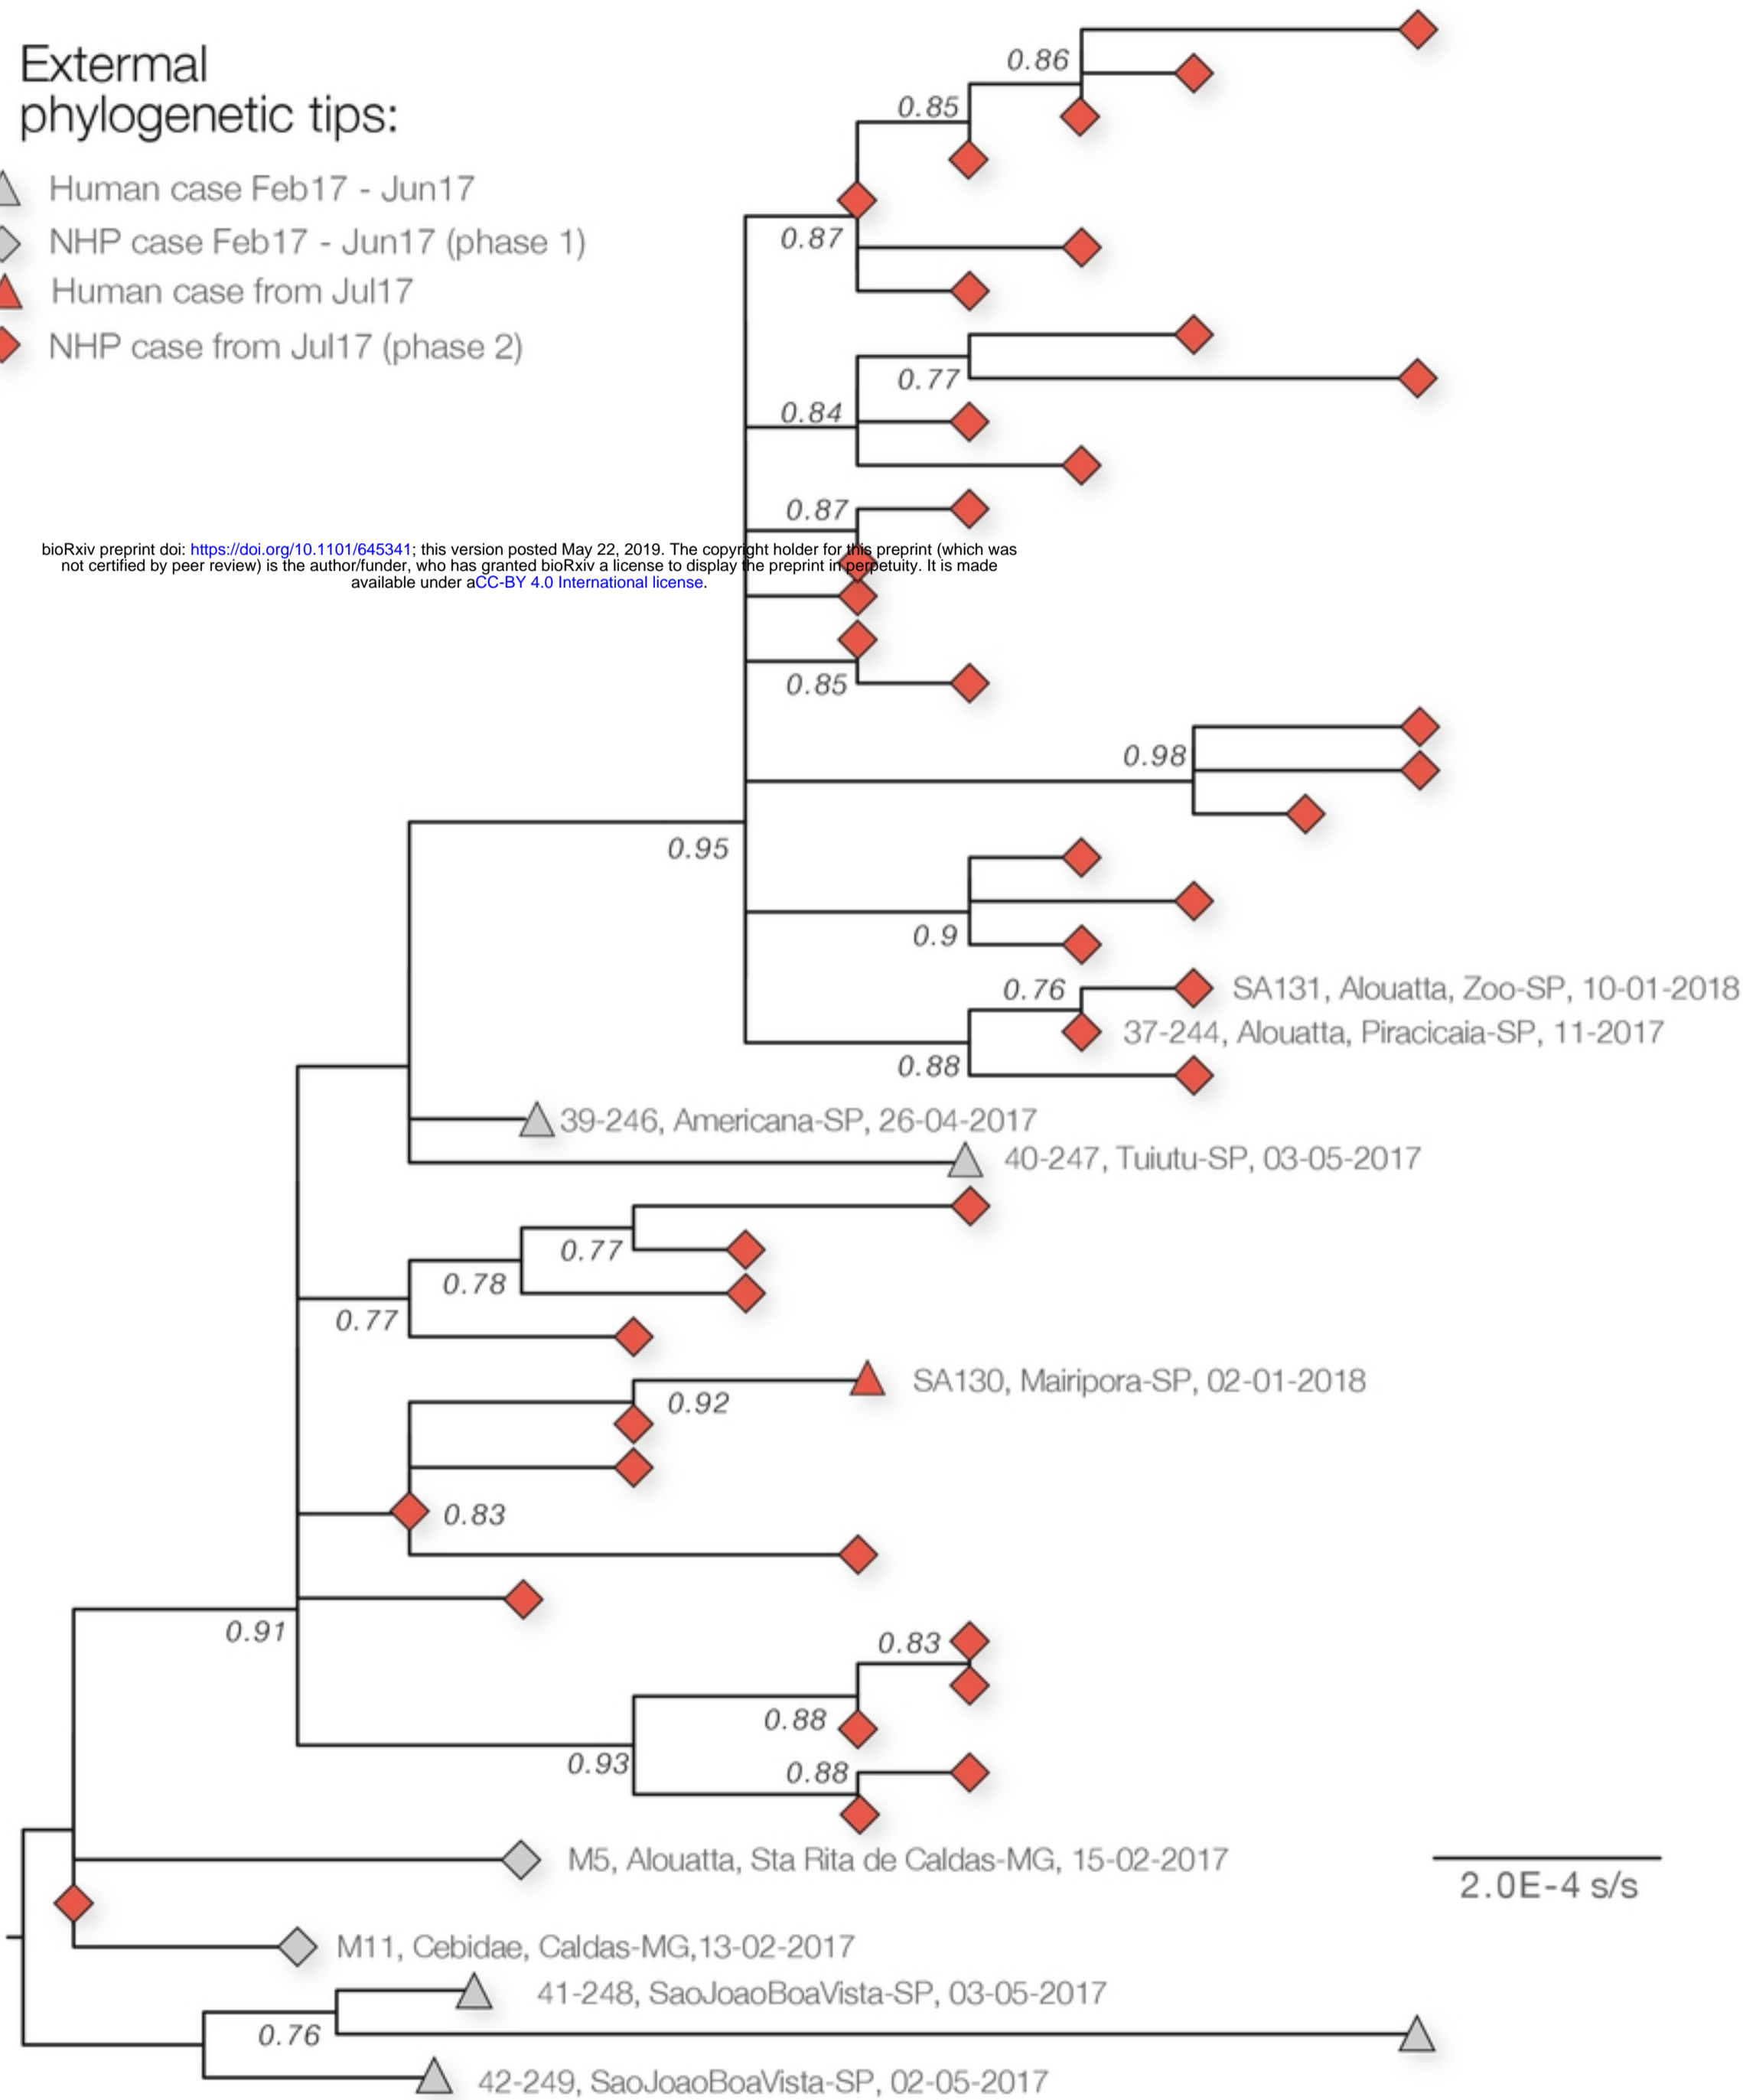 Extermal
phylogenetic tips:
Human case Feb17 - Jun17
NHP case Feb17 - Jun17 (phase 1)
Human case from Jul17
NHP case from Jul17 (phase 2)
0.86
0.85
0.87
0.77
0.84
0.87
bioRxiv preprint doi: https://doi.org/10.1101/645341; this version posted May 22, 2019. The copyright holder for this preprint (which was
not certified by peer review) is the author/funder, who has granted bioRxiv a license to display the preprint in perpetuity. It is made
available under aCC-BY 4.0 International license.
0.85
0.98
0.95
0.9
0.76
SA131, Alouatta, Zoo-SP, 10-01-2018
37-244, Alouatta, Piracicaia-SP, 11-2017
0.88
39-246, Americana-SP, 26-04-2017
40-247, Tuiutu-SP, 03-05-2017
0.77
0.78
0.77
SA130, Mairipora-SP, 02-01-2018
0.92
0.83
0.91
0.83
0.88
0.93
0.88
M5, Alouatta, Sta Rita de Caldas-MG, 15-02-2017
2.0E-4 s/s
M11, Cebidae, Caldas-MG,13-02-2017
41-248, SaoJoaoBoaVista-SP, 03-05-2017
0.76
42-249, SaoJoaoBoaVista-SP, 02-05-2017